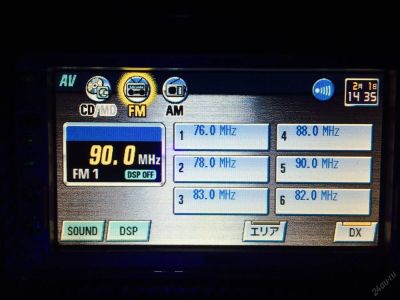 AV
CD/MD FM AM
2月 1日
14:35
90.0 MHz
FM 1 DSP OFF
1 76.0 MHz
2 78.0 MHz
3 83.0 MHz
4 88.0 MHz
5 90.0 MHz
6 82.0 MHz
SOUND DSP エリア DX
24au.ru